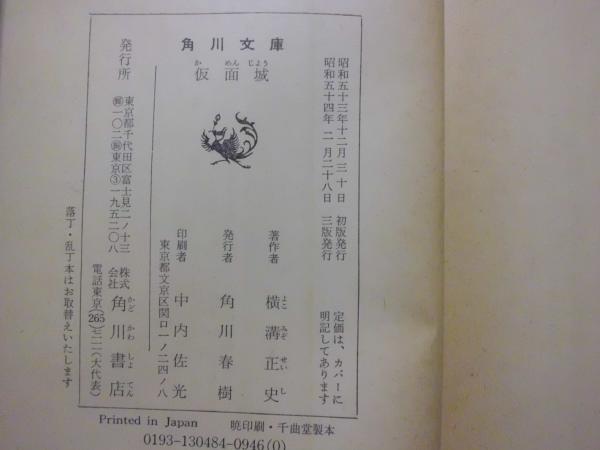 角川文庫
仮面城
か めん じょう
昭和五十三年十二月三十日 初版発行
昭和五十四年二月二十八日 三版発行
定価は、カバーに
明記してあります
著作者 横溝正史
よこ みぞ せい し
発行者 角川春樹
印刷者 中内佐光
東京都文京区関口一ノ二四ノ八
発行所
株式会社 角川書店
かど かわ しょ てん
東京都千代田区富士見二ノ十三
一〇二 東京③一九五二〇八
電話東京(265)七一一一(大代表)
落丁・乱丁本はお取替えいたします
Printed in Japan 暁印刷・千曲堂製本
0193-130484-0946(0)